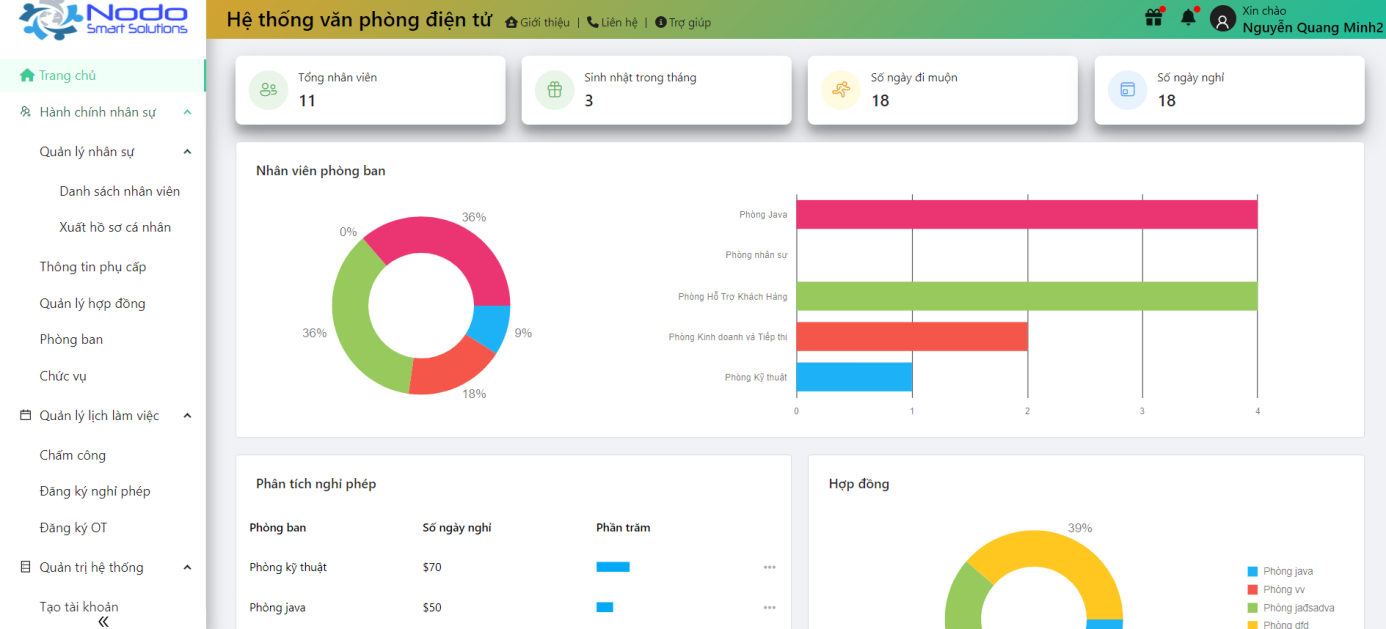 Nodo
Smart Solutions
Hệ thống văn phòng điện tử
Giới thiệu | Liên hệ | Trợ giúp
Xin chào
Nguyễn Quang Minh2
Trang chủ
Hành chính nhân sự
Quản lý nhân sự
Danh sách nhân viên
Xuất hồ sơ cá nhân
Thông tin phụ cấp
Quản lý hợp đồng
Phòng ban
Chức vụ
Quản lý lịch làm việc
Chấm công
Đăng ký nghỉ phép
Đăng ký OT
Quản trị hệ thống
Tạo tài khoản
Tổng nhân viên
11
Sinh nhật trong tháng
3
Số ngày đi muộn
18
Số ngày nghỉ
18
Nhân viên phòng ban
36%
0%
36%
9%
18%
Phòng Java
Phòng nhân sự
Phòng Hỗ Trợ Khách Hàng
Phòng Kinh doanh và Tiếp thị
Phòng Kỹ thuật
0 1 2 3 4
Phân tích nghỉ phép
Phòng ban Số ngày nghỉ Phần trăm
Phòng kỹ thuật $70
Phòng java $50
Hợp đồng
39%
Phòng java
Phòng vv
Phòng jađsadva
Phòng dfd